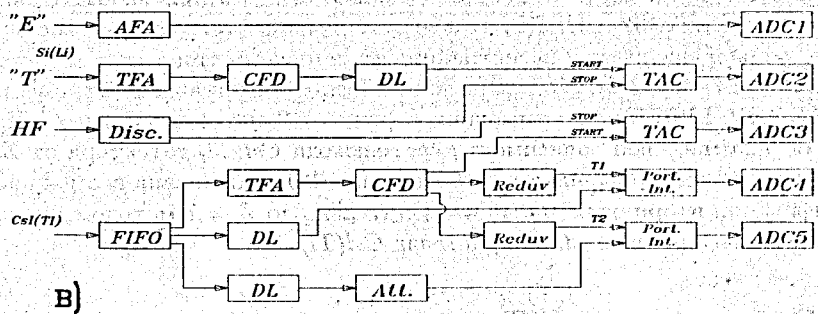 "E" AFA ADC1
Si(Li)
"T" TFA CFD DL START TAC ADC2
STOP
HF Disc. STOP TAC ADC3
START
TFA CFD Reduv T1 Port. Int. ADC4
CsI(Tl) FIFO DL Reduv T2 Port. Int. ADC5
DL Att.
B)